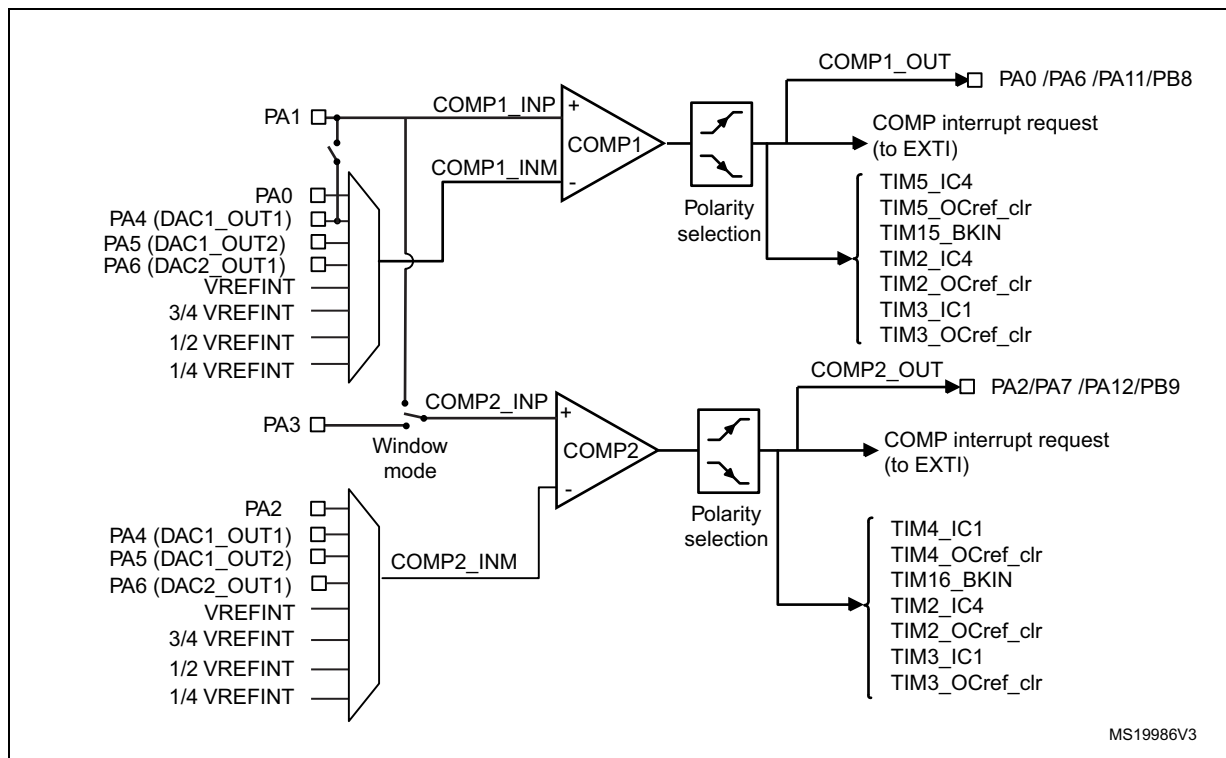 COMP1_OUT
PA0 /PA6 /PA11/PB8
PA1
COMP1_INP
+
COMP1
-
COMP1_INM
COMP interrupt request
(to EXTI)
Polarity
selection
PA0
PA4 (DAC1_OUT1)
PA5 (DAC1_OUT2)
PA6 (DAC2_OUT1)
VREFINT
3/4 VREFINT
1/2 VREFINT
1/4 VREFINT
TIM5_IC4
TIM5_OCref_clr
TIM15_BKIN
TIM2_IC4
TIM2_OCref_clr
TIM3_IC1
TIM3_OCref_clr
COMP2_OUT
PA2/PA7 /PA12/PB9
PA3
Window
mode
COMP2_INP
+
COMP2
-
COMP2_INM
COMP interrupt request
(to EXTI)
Polarity
selection
PA2
PA4 (DAC1_OUT1)
PA5 (DAC1_OUT2)
PA6 (DAC2_OUT1)
VREFINT
3/4 VREFINT
1/2 VREFINT
1/4 VREFINT
TIM4_IC1
TIM4_OCref_clr
TIM16_BKIN
TIM2_IC4
TIM2_OCref_clr
TIM3_IC1
TIM3_OCref_clr
MS19986V3